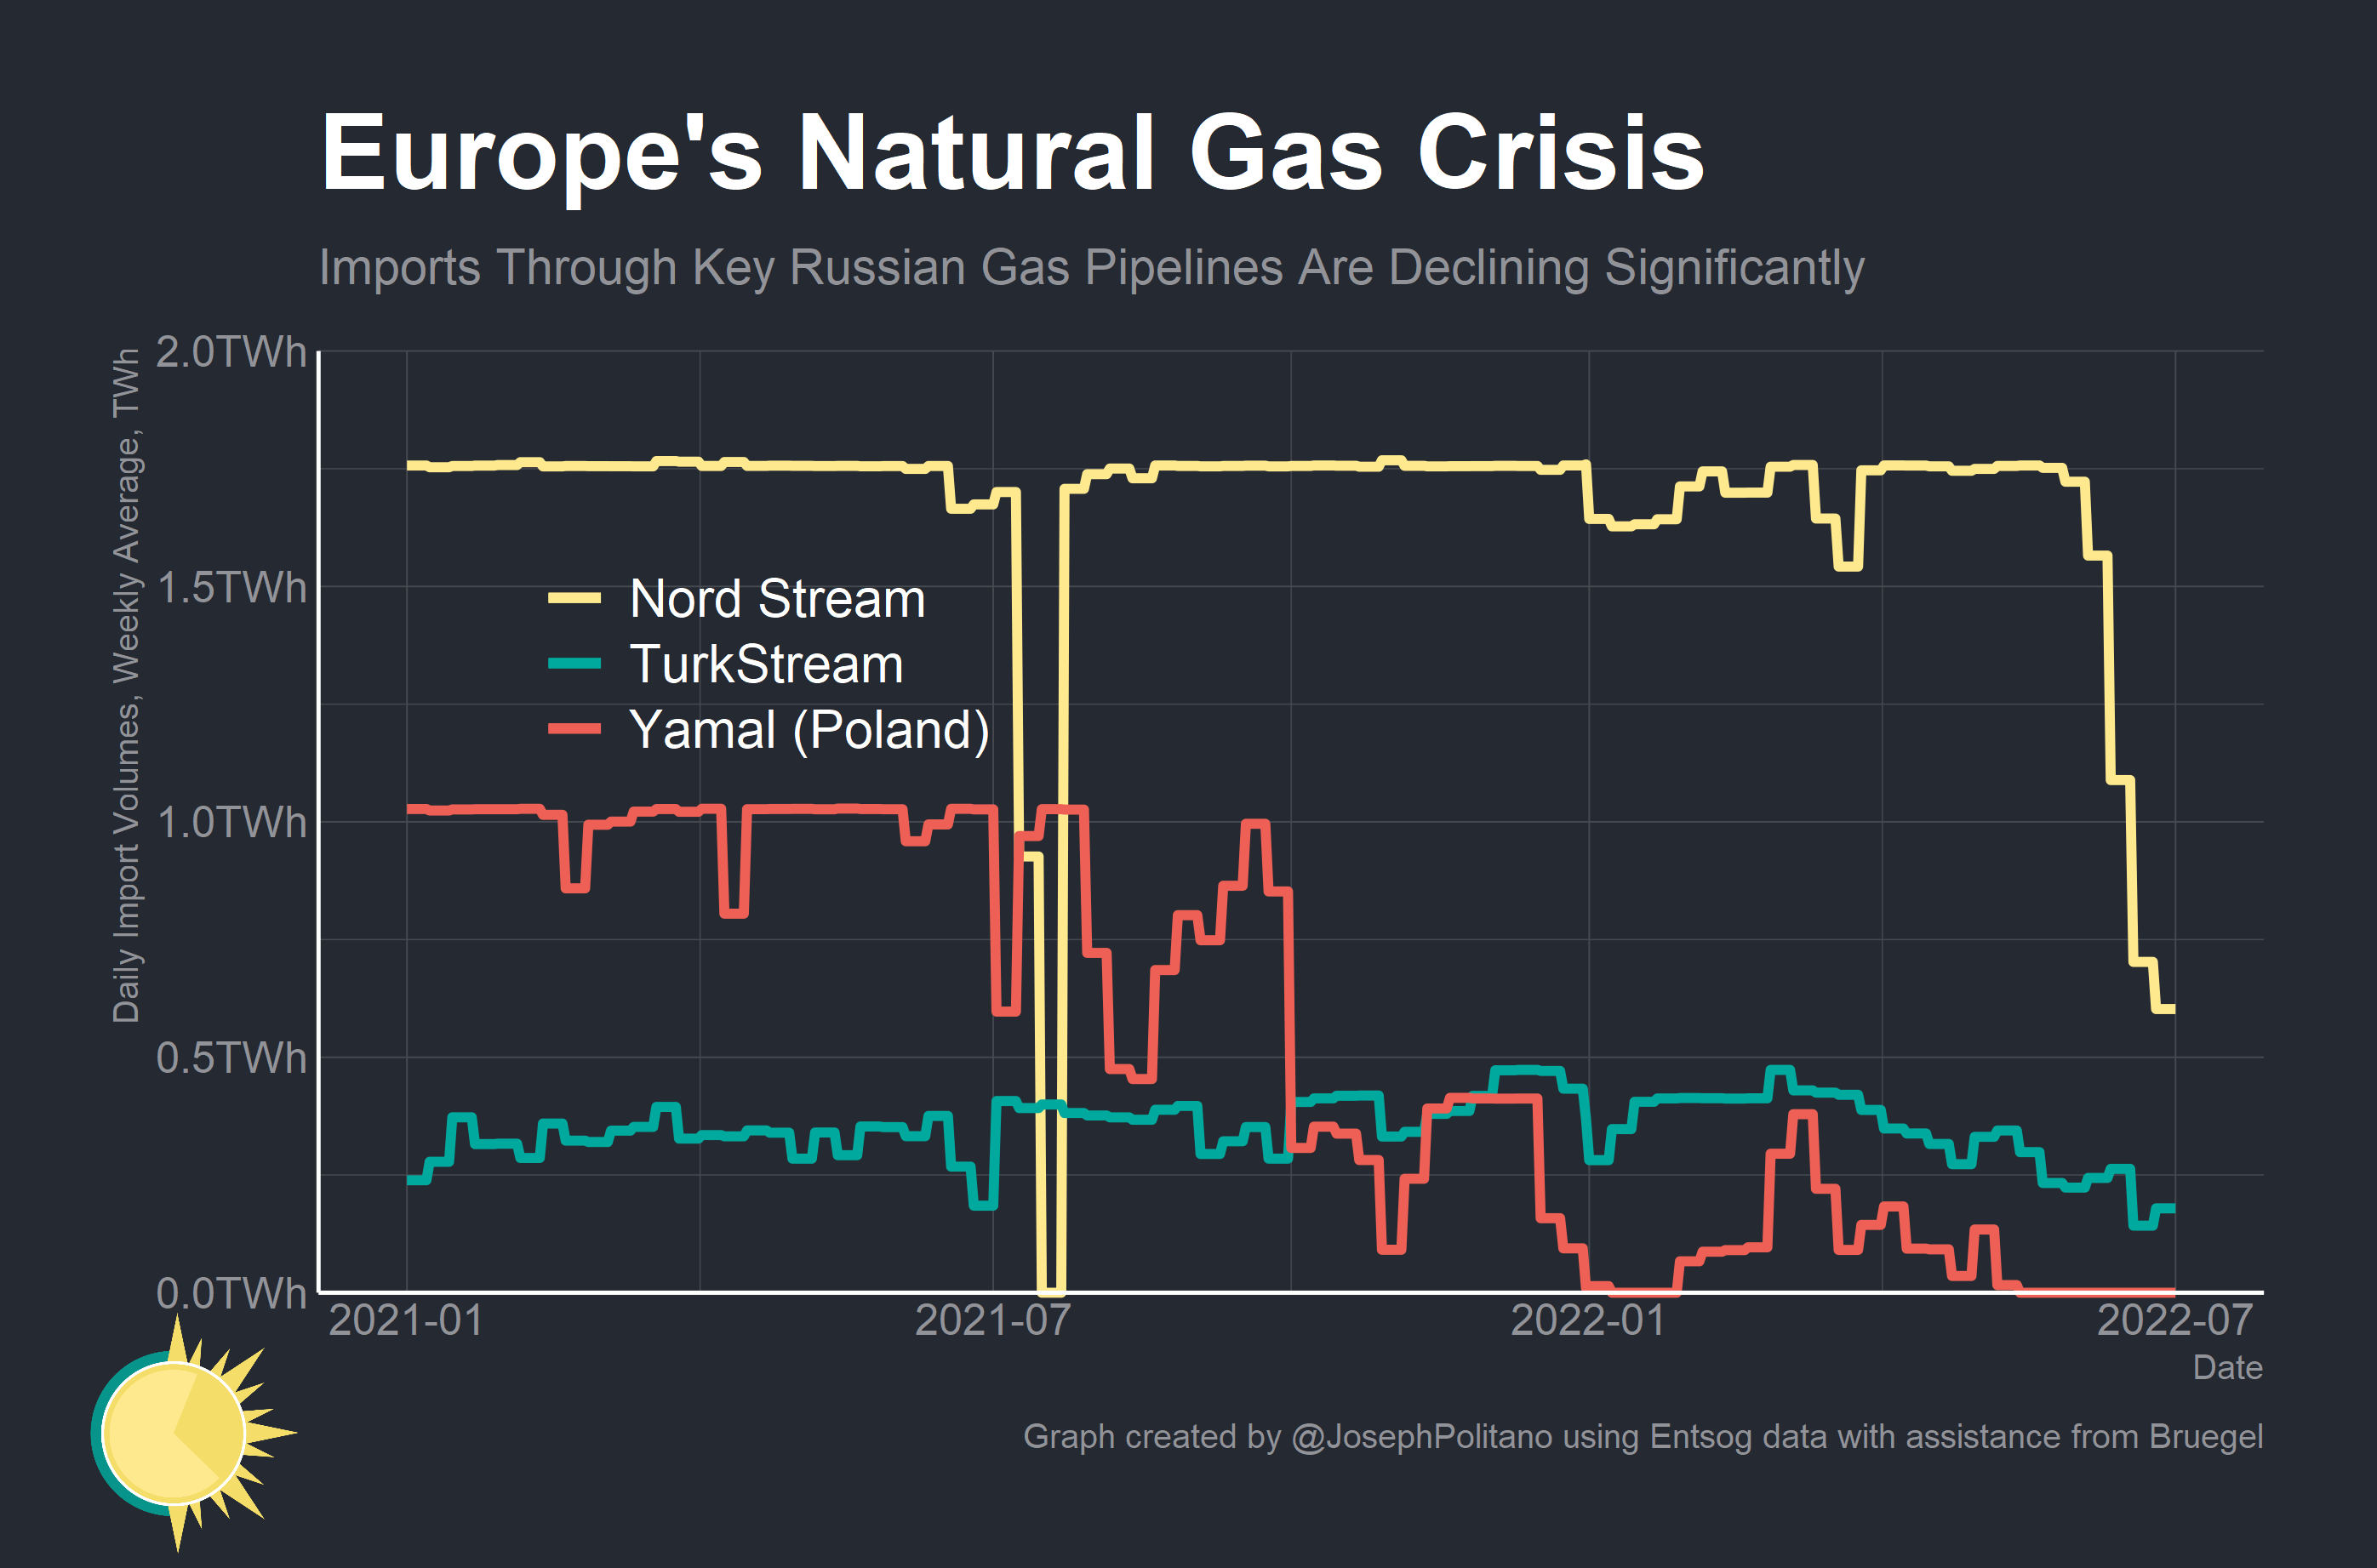 Europe's Natural Gas Crisis
Imports Through Key Russian Gas Pipelines Are Declining Significantly
Daily Import Volumes, Weekly Average, TWh
2.0TWh
1.5TWh
1.0TWh
0.5TWh
0.0TWh
Nord Stream
TurkStream
Yamal (Poland)
2021-01
2021-07
2022-01
2022-07
Date
Graph created by @JosephPolitano using Entsog data with assistance from Bruegel